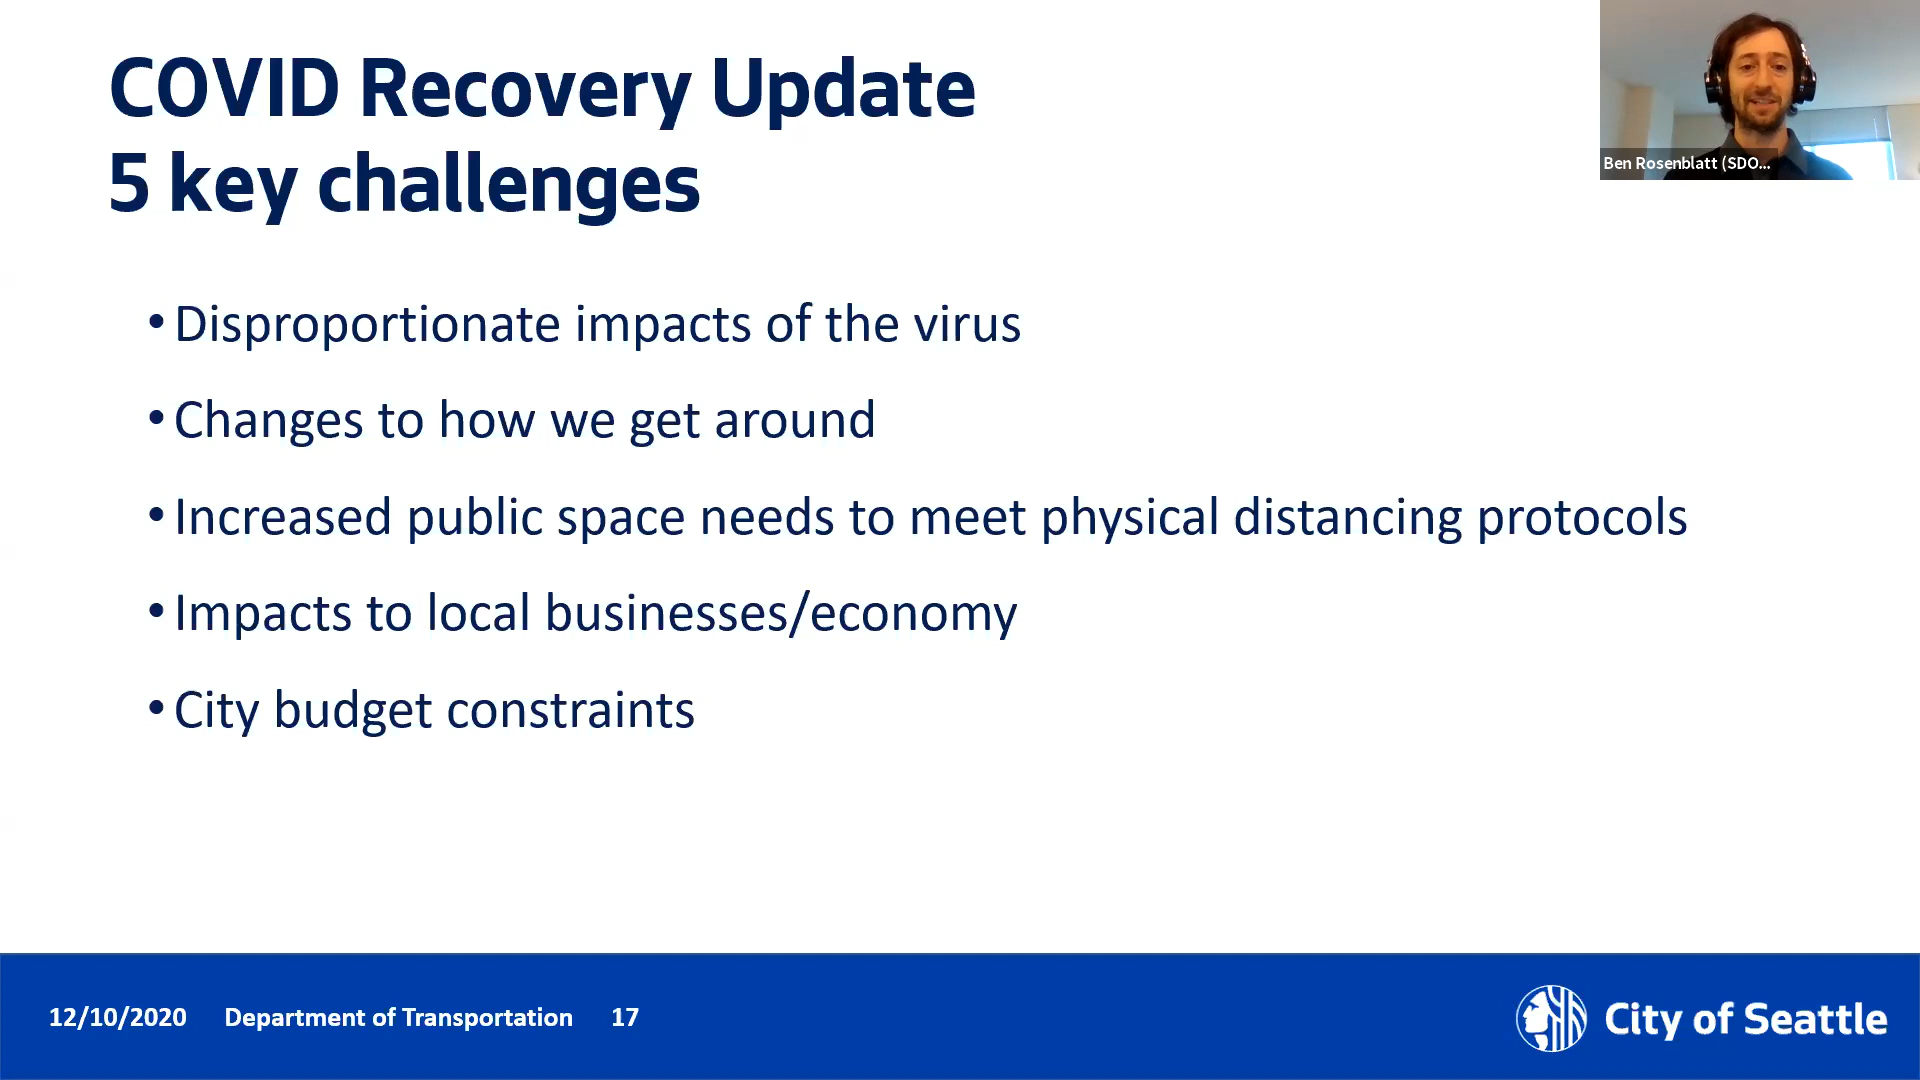 COVID Recovery Update
5 key challenges
Ben Rosenblatt (SDO...
• Disproportionate impacts of the virus
• Changes to how we get around
• Increased public space needs to meet physical distancing protocols
• Impacts to local businesses/economy
• City budget constraints
12/10/2020 Department of Transportation 17
City of Seattle